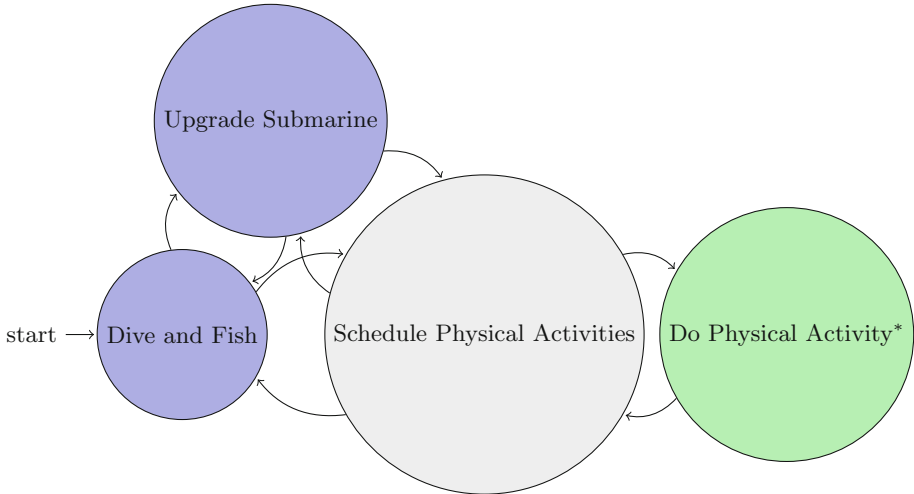 Upgrade Submarine
start
Dive and Fish
Schedule Physical Activities
Do Physical Activity*